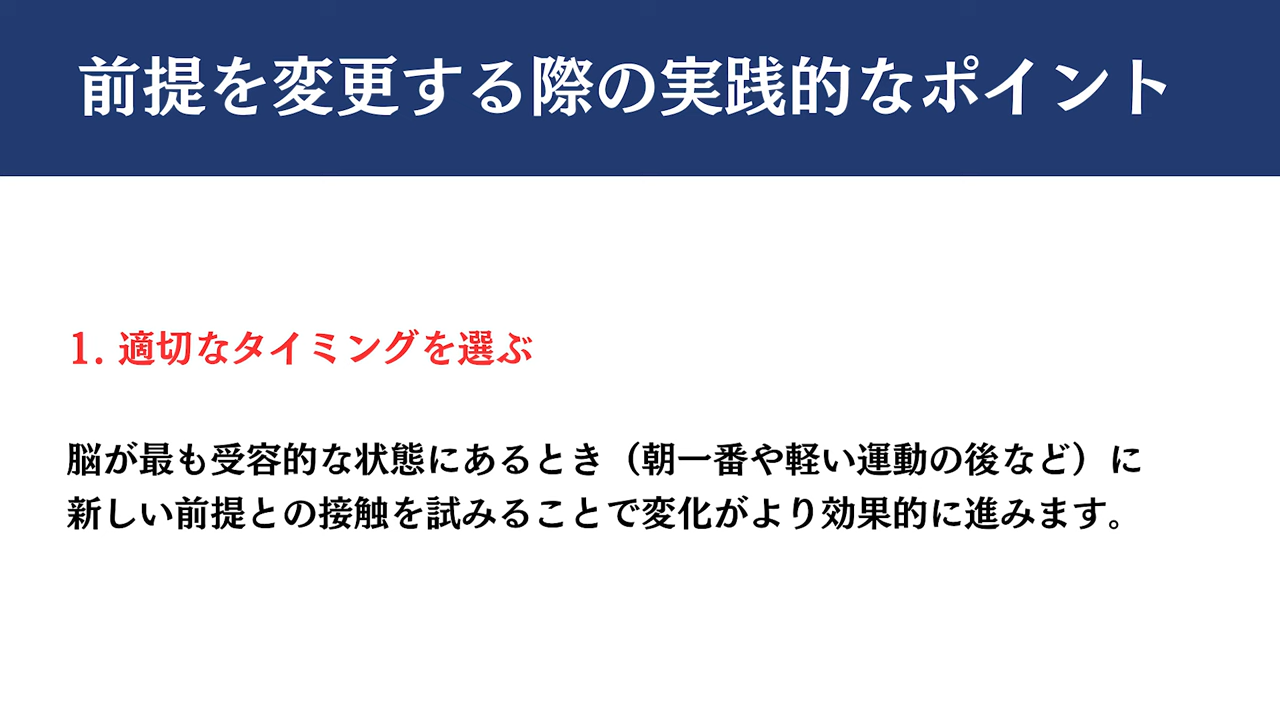 前提を変更する際の実践的なポイント
1. 適切なタイミングを選ぶ
脳が最も受容的な状態にあるとき（朝一番や軽い運動の後など）に
新しい前提との接触を試みることで変化がより効果的に進みます。